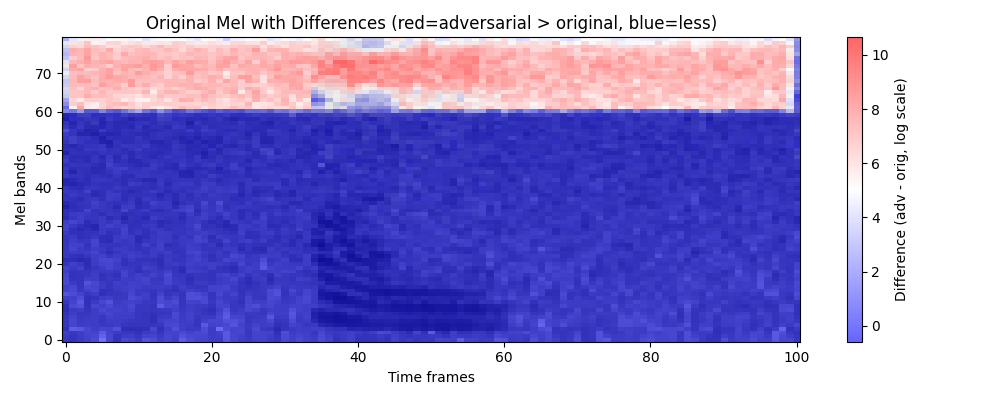 Original Mel with Differences (red=adversarial > original, blue=less)
Mel bands
70
60
50
40
30
20
10
0
0 20 40 60 80 100
Time frames
10
8
6
4
2
0
Difference (adv - orig, log scale)